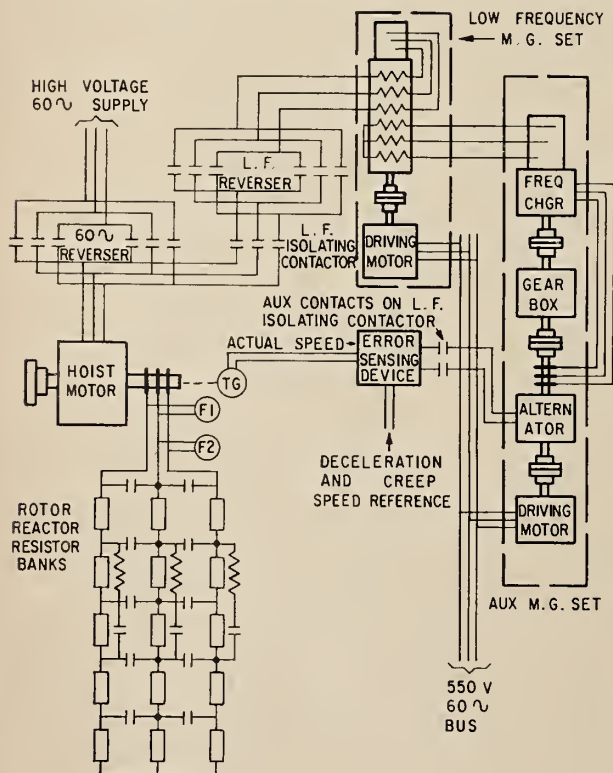 LOW FREQUENCY
M. G. SET
HIGH VOLTAGE
60∿ SUPPLY
L. F.
REVERSER
60∿
REVERSER
L. F.
ISOLATING
CONTACTOR
DRIVING
MOTOR
FREQ
CHGR
GEAR
BOX
AUX CONTACTS ON L. F.
ISOLATING CONTACTOR
ACTUAL SPEED
ERROR
SENSING
DEVICE
HOIST
MOTOR
TG
F1
F2
ALTERN
ATOR
DECELERATION
AND CREEP
SPEED REFERENCE
DRIVING
MOTOR
ROTOR
REACTOR
RESISTOR
BANKS
AUX M.G. SET
550 V
60∿
BUS